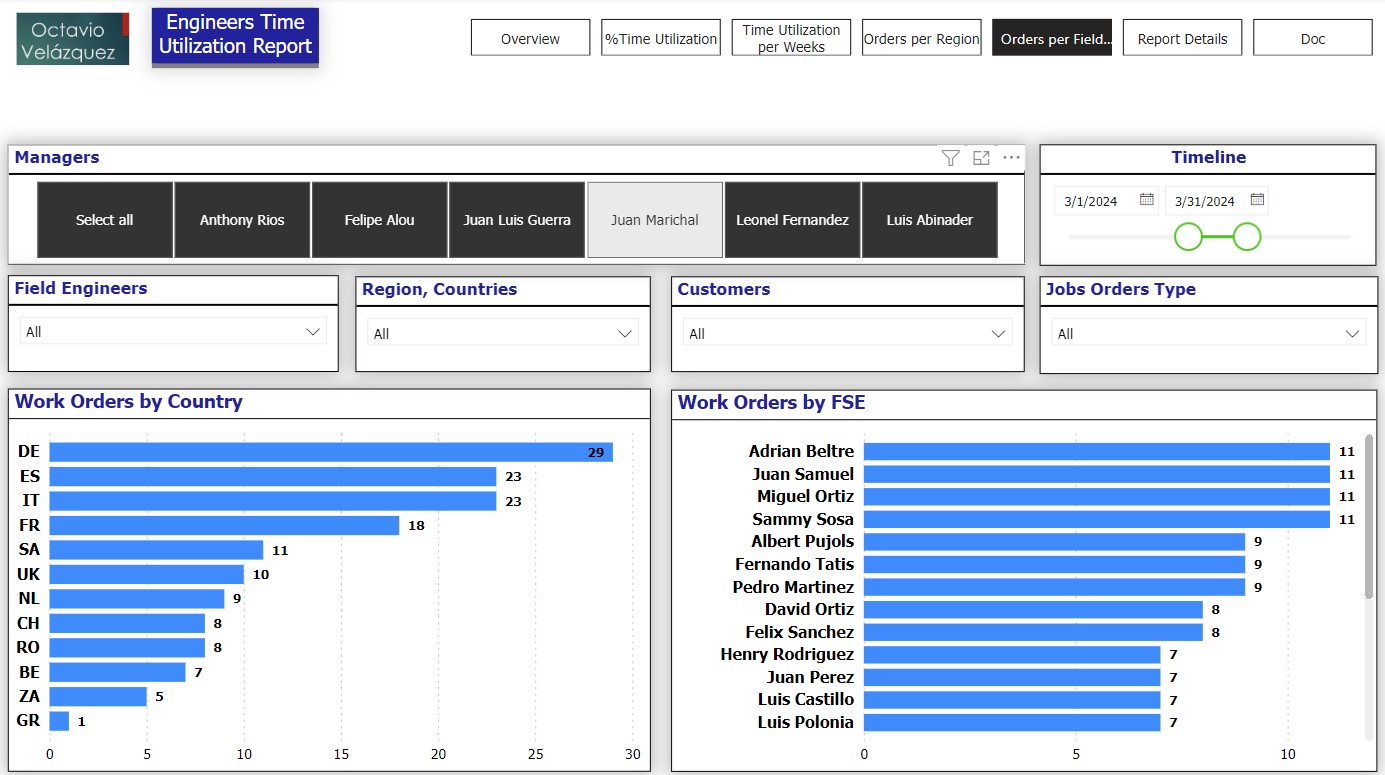 Octavio
Velázquez
Engineers Time
Utilization Report
Overview
%Time Utilization
Time Utilization
per Weeks
Orders per Region
Orders per Field...
Report Details
Doc
Managers
Select all
Anthony Rios
Felipe Alou
Juan Luis Guerra
Juan Marichal
Leonel Fernandez
Luis Abinader
Timeline
3/1/2024
3/31/2024
Field Engineers
All
Region, Countries
All
Customers
All
Jobs Orders Type
All
Work Orders by Country
DE 29
ES 23
IT 23
FR 18
SA 11
UK 10
NL 9
CH 8
RO 8
BE 7
ZA 5
GR 1
0 5 10 15 20 25 30
Work Orders by FSE
Adrian Beltre 11
Juan Samuel 11
Miguel Ortiz 11
Sammy Sosa 11
Albert Pujols 9
Fernando Tatis 9
Pedro Martinez 9
David Ortiz 8
Felix Sanchez 8
Henry Rodriguez 7
Juan Perez 7
Luis Castillo 7
Luis Polonia 7
0 5 10